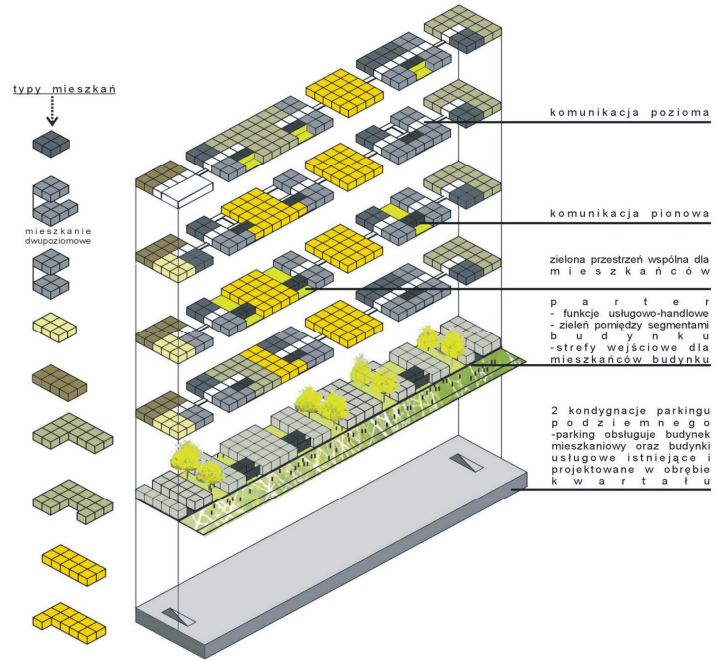 typy mieszkań
mieszkanie
dwupoziomowe
komunikacja pozioma
komunikacja pionowa
zielona przestrzeń wspólna dla
mieszkańców
parter
- funkcje usługowo-handlowe
- zieleń pomiędzy segmentami
budynku
-strefy wejściowe dla
mieszkańców budynku
2 kondygnacje parkingu
podziemnego
-parking obsługuje budynek
mieszkaniowy oraz budynki
usługowe istniejące i
projektowane w obrębie
kwartału